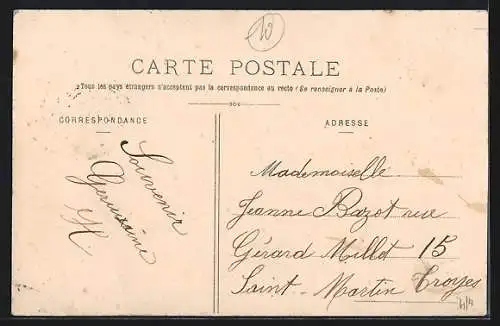 CARTE POSTALE
Tous les pays étrangers n'acceptent pas la correspondance au recto (Se renseigner à la Poste)
CORRESPONDANCE
ADRESSE
Souvenir
Germaine
H
Mademoiselle
Jeanne Bazot rue
Gérard Millot 15
Saint-Martin Troyes